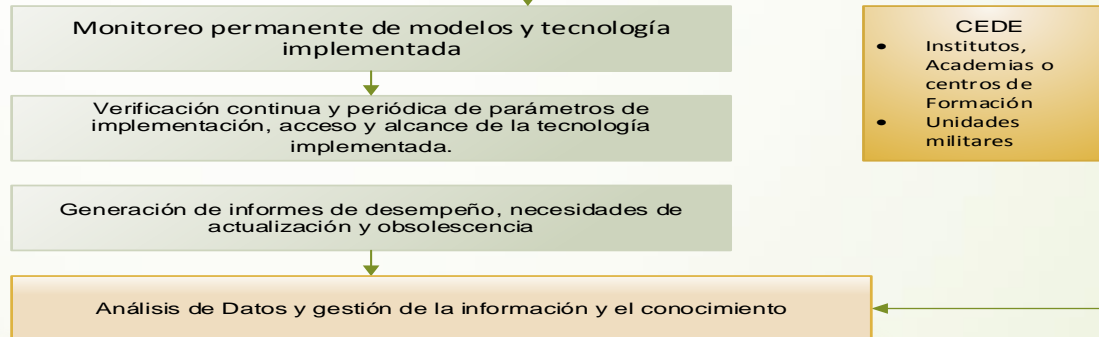 Monitoreo permanente de modelos y tecnología
implementada
Verificación continua y periódica de parámetros de
implementación, acceso y alcance de la tecnología
implementada.
Generación de informes de desempeño, necesidades de
actualización y obsolescencia
Análisis de Datos y gestión de la información y el conocimiento
CEDE
• Institutos,
Academias o
centros de
Formación
• Unidades
militares